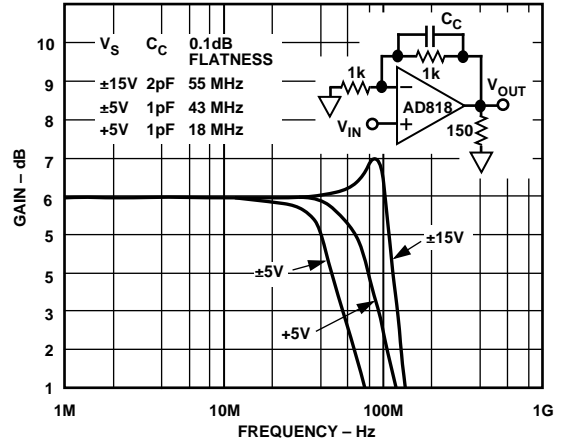 V_S C_C 0.1dB FLATNESS
±15V 2pF 55 MHz
±5V 1pF 43 MHz
+5V 1pF 18 MHz
C_C
1k
1k
AD818
–
+
V_IN
V_OUT
150
GAIN – dB
10
9
8
7
6
5
5
3
2
1
±15V
±5V
+5V
1M 10M 100M 1G
FREQUENCY – Hz